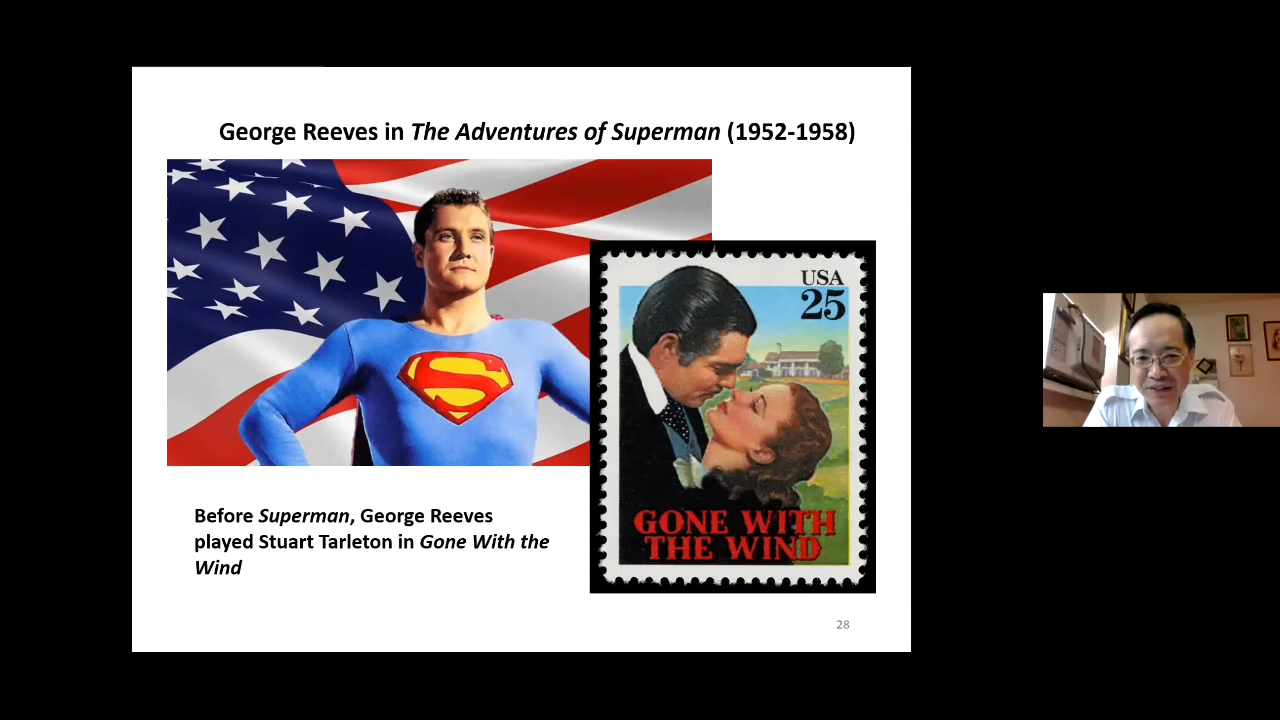 George Reeves in The Adventures of Superman (1952-1958)
S
USA
25
GONE WITH
THE WIND
Before Superman, George Reeves
played Stuart Tarleton in Gone With the
Wind
28